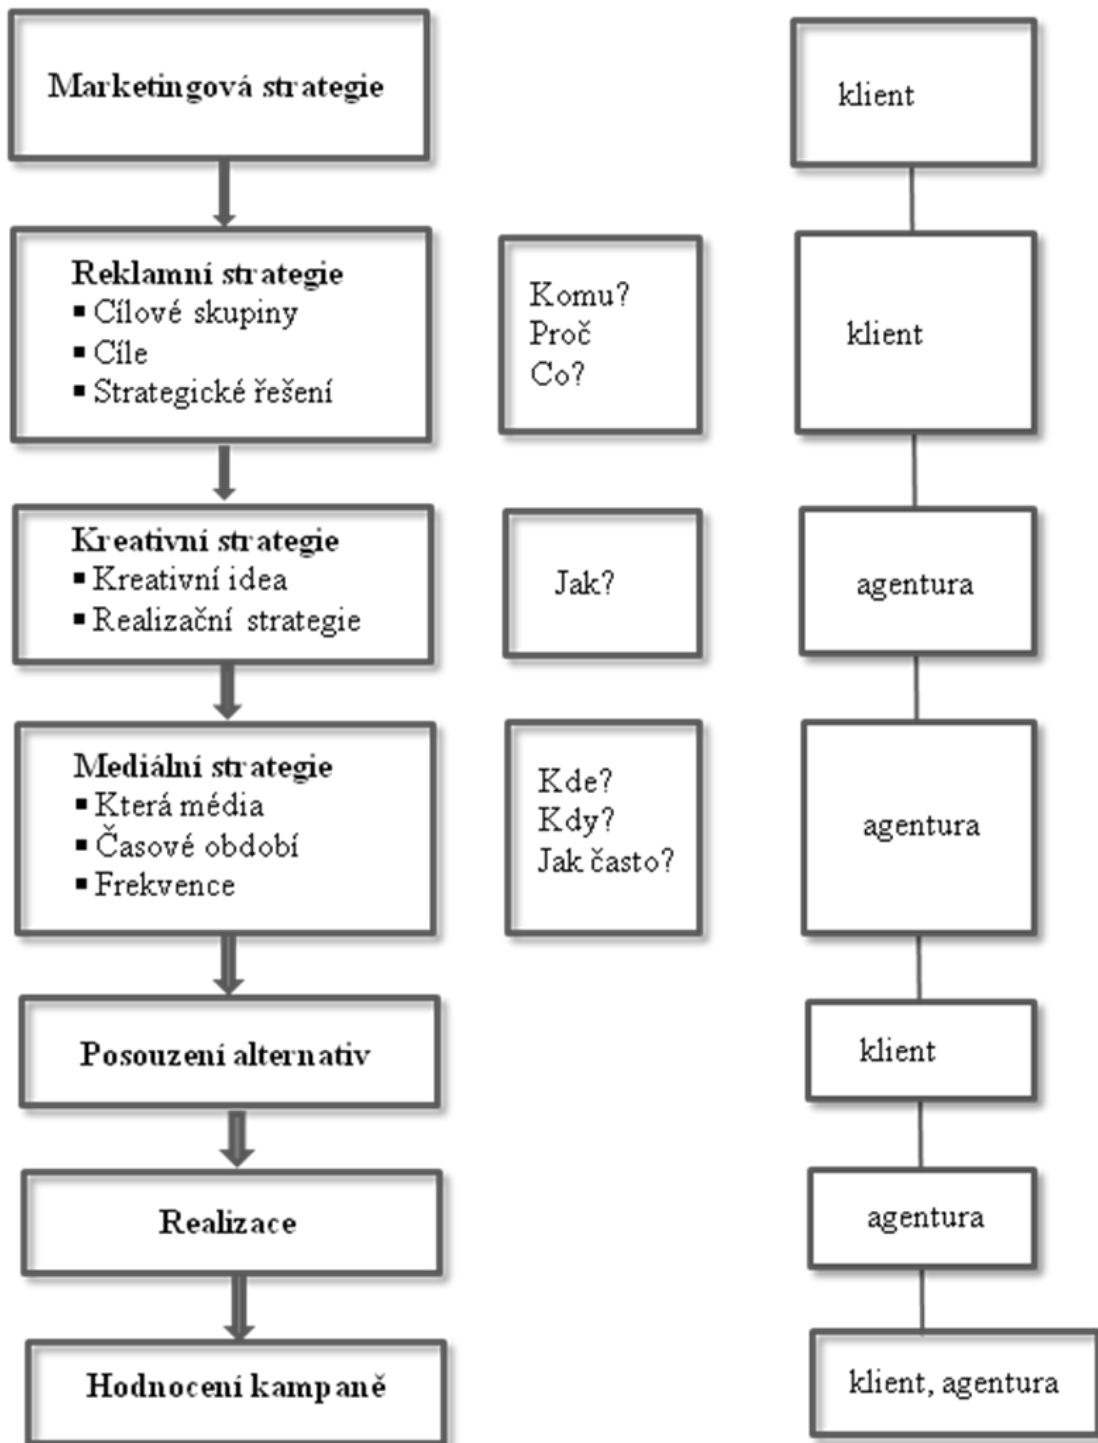 Marketingová strategie
klient
Reklamní strategie
▪ Cílové skupiny
▪ Cíle
▪ Strategické řešení
Komu?
Proč
Co?
klient
Kreativní strategie
▪ Kreativní idea
▪ Realizační strategie
Jak?
agentura
Mediální strategie
▪ Která média
▪ Časové období
▪ Frekvence
Kde?
Kdy?
Jak často?
agentura
Posouzení alternativ
klient
Realizace
agentura
Hodnocení kampaně
klient, agentura